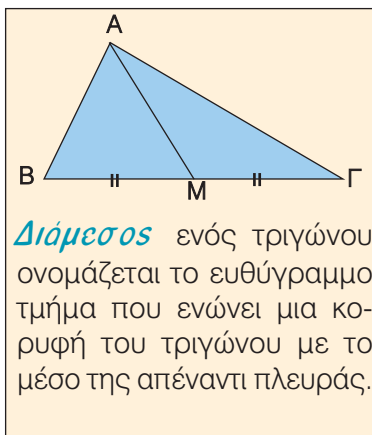 Α
Β
Μ
Γ
Διάμεσος ενός τριγώνου
ονομάζεται το ευθύγραμμο
τμήμα που ενώνει μια κο-
ρυφή του τριγώνου με το
μέσο της απέναντι πλευράς.